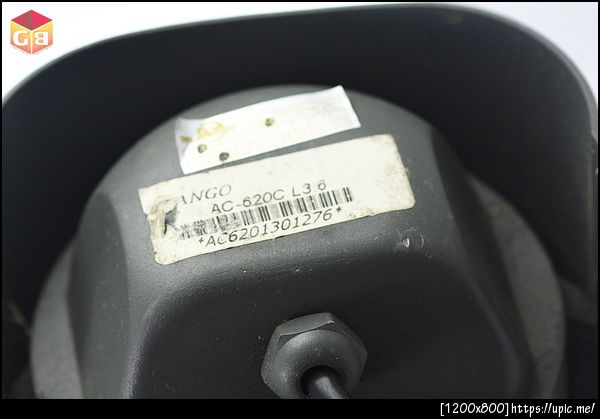 GB
ANGO
AC-620C L3.6
*AC6201301276*
[1200x800]https://upic.me/